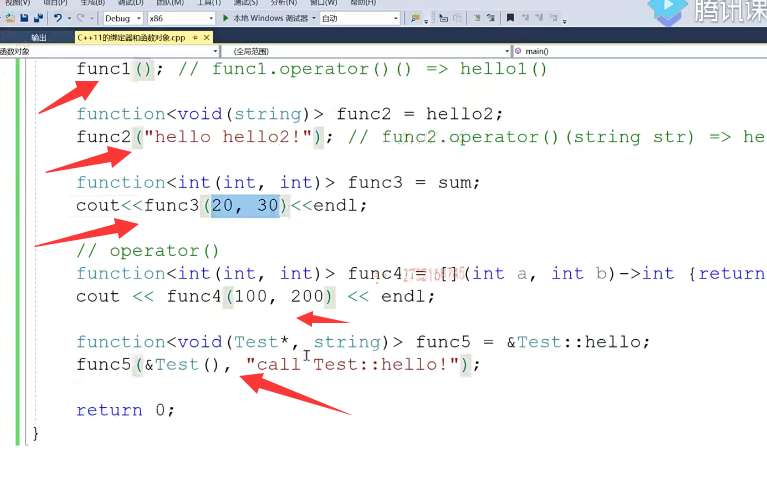 视图(V) 项目(P) 生成(B) 调试(D) 团队(M) 工具(T) 测试(S) 分析(N) 窗口(W) 帮助(H)
Debug x86 本地 Windows 调试器 自动
腾讯课
输出 C++11的绑定器和函数对象.cpp
函数对象 (全局范围) main()
func1(); // func1.operator()() => hello1()
function<void(string)> func2 = hello2;
func2("hello hello2!"); // func2.operator()(string str) => he
function<int(int, int)> func3 = sum;
cout<<func3(20, 30)<<endl;
// operator()
function<int(int, int)> func4 = [](int a, int b)->int {return
cout << func4(100, 200) << endl;
function<void(Test*, string)> func5 = &Test::hello;
func5(&Test(), "call Test::hello!");
return 0;
}